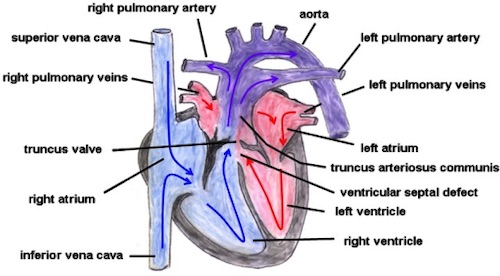 right pulmonary artery
aorta
superior vena cava
left pulmonary artery
right pulmonary veins
left pulmonary veins
truncus valve
left atrium
truncus arteriosus communis
right atrium
ventricular septal defect
left ventricle
right ventricle
inferior vena cava